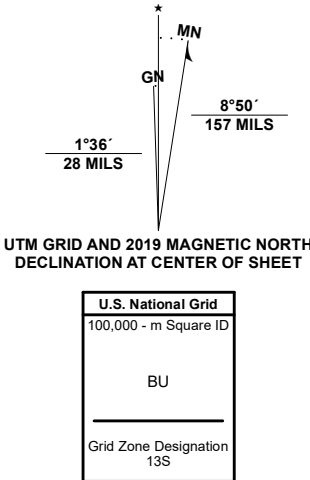 MN
GN
8°50´
157 MILS
1°36´
28 MILS
UTM GRID AND 2019 MAGNETIC NORTH
DECLINATION AT CENTER OF SHEET
U.S. National Grid
100,000 - m Square ID
BU
Grid Zone Designation
13S